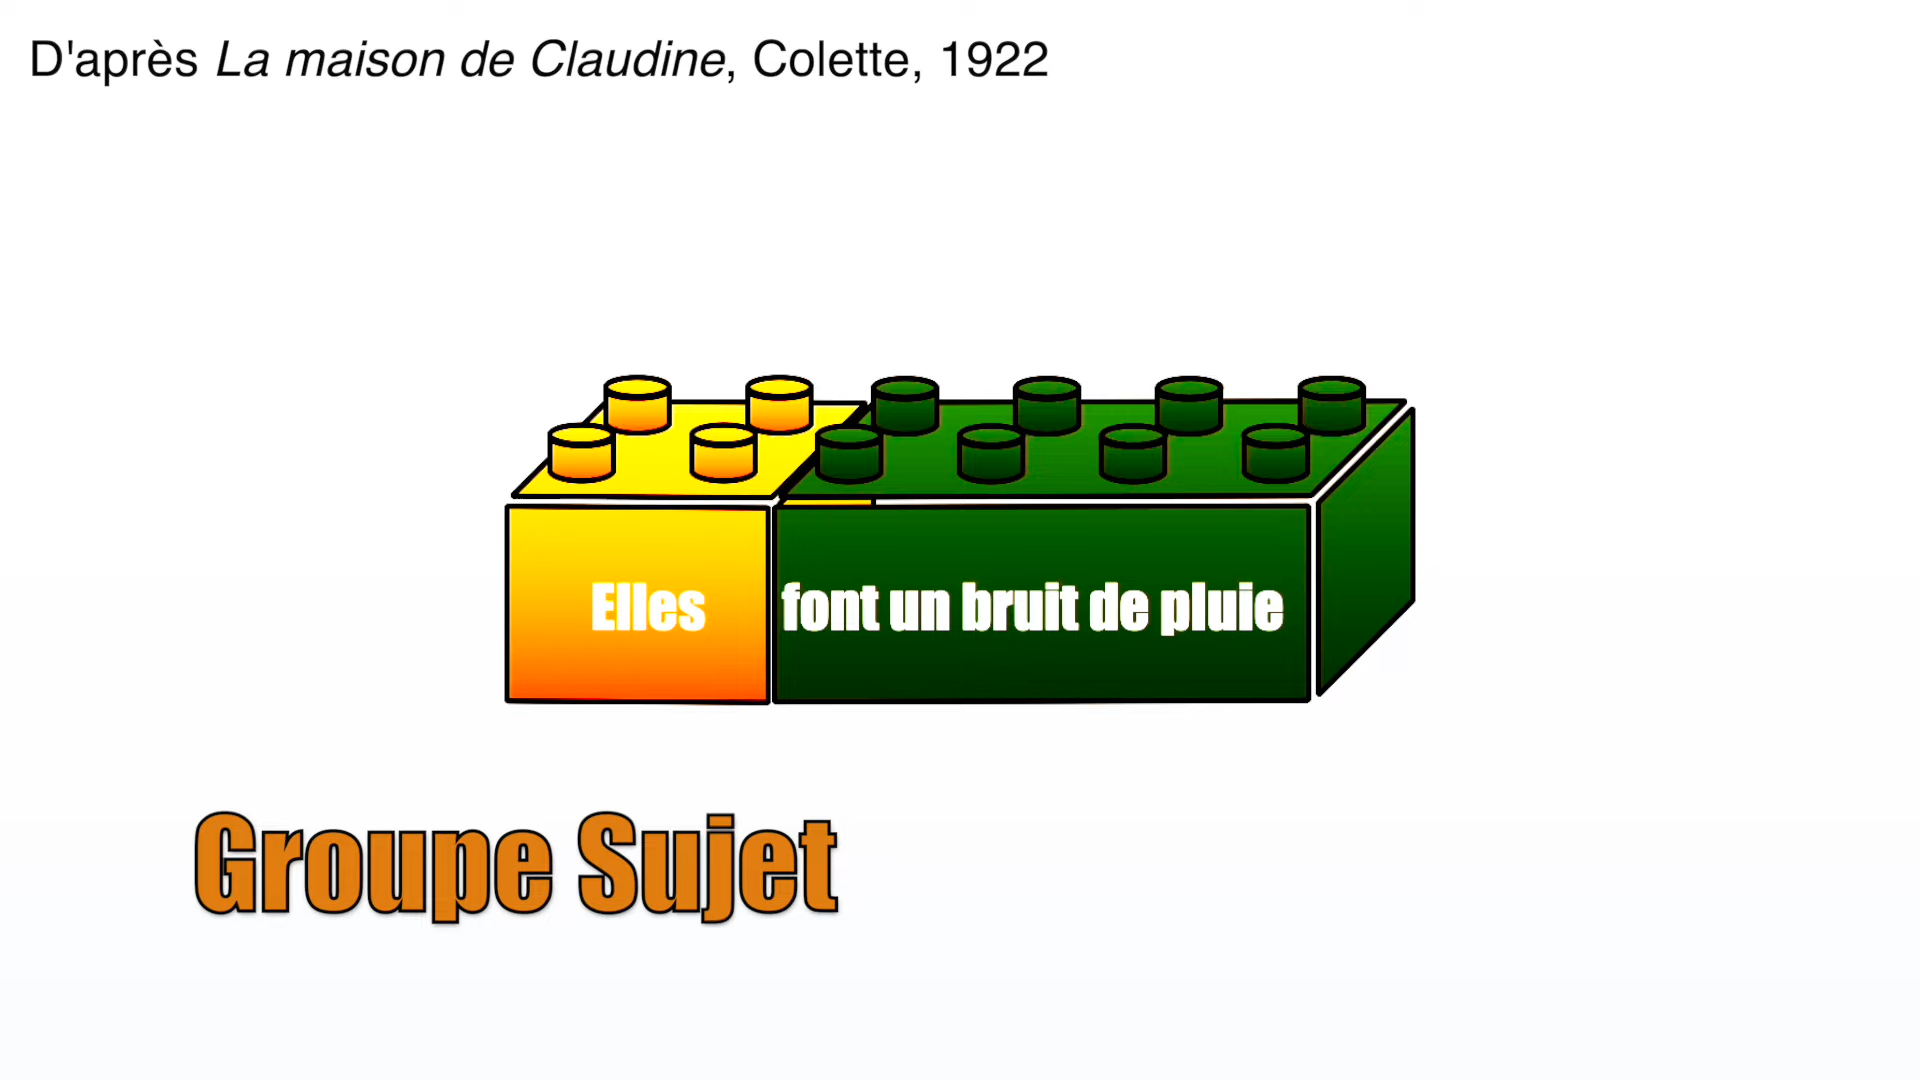 D'après La maison de Claudine, Colette, 1922
Elles font un bruit de pluie
Groupe Sujet